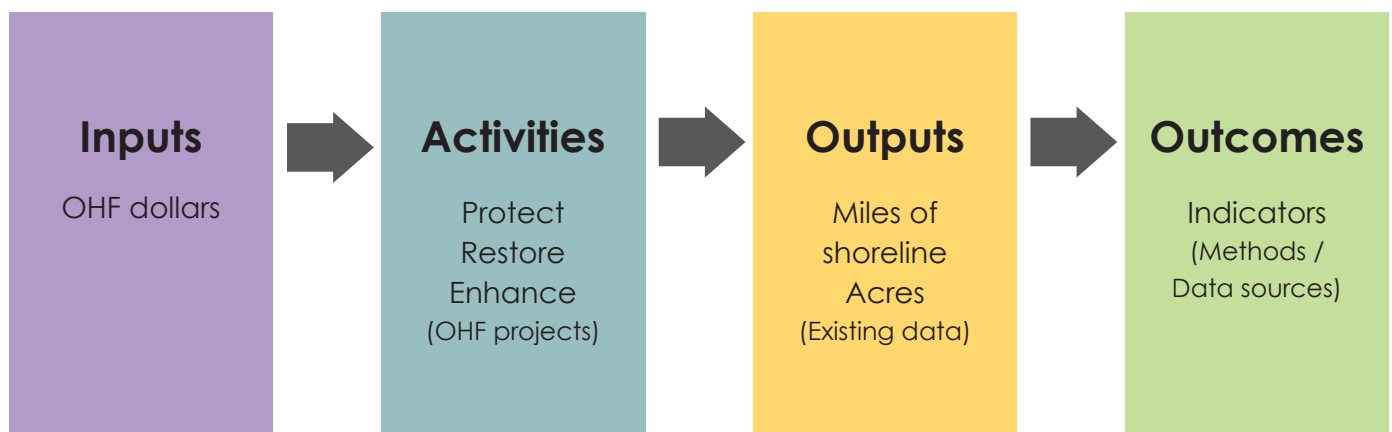 Inputs
OHF dollars
Activities
Protect
Restore
Enhance
(OHF projects)
Outputs
Miles of
shoreline
Acres
(Existing data)
Outcomes
Indicators
(Methods /
Data sources)